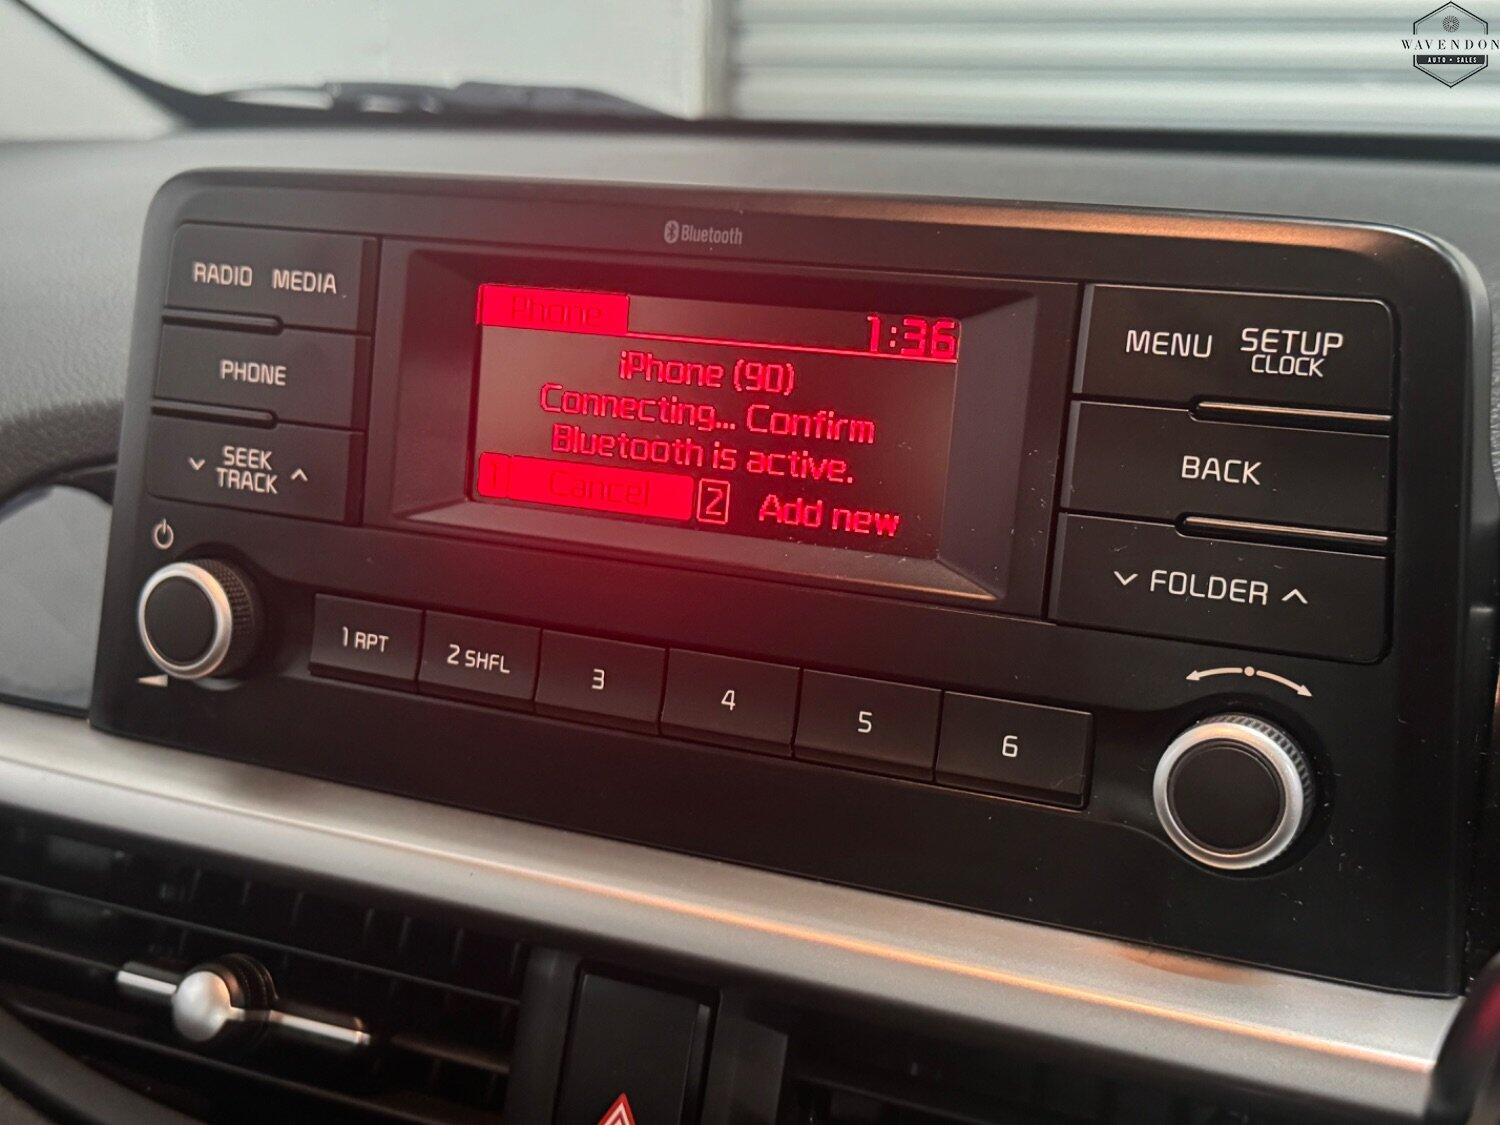 WAVENDON
AUTO • SALES
Bluetooth
RADIO MEDIA
PHONE
SEEK
TRACK
Phone
1:36
iPhone (90)
Connecting... Confirm
Bluetooth is active.
1 Cancel 2 Add new
MENU SETUP
CLOCK
BACK
FOLDER
1 RPT
2 SHFL
3
4
5
6